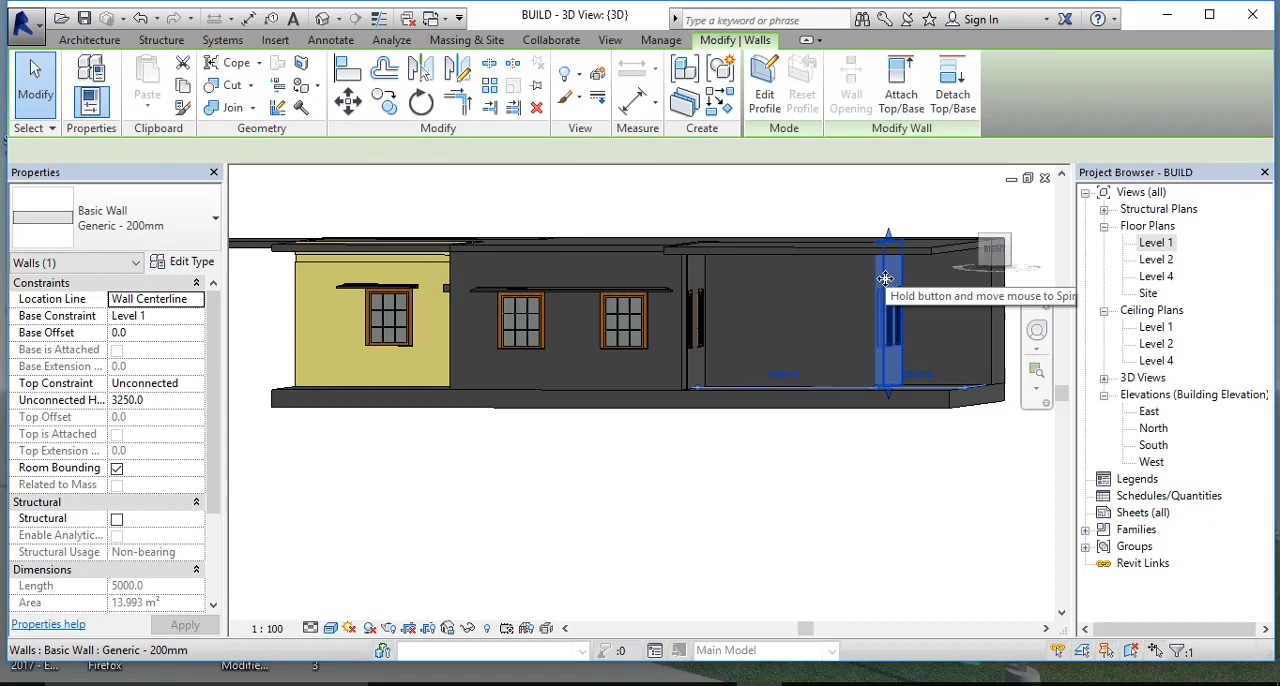 BUILD - 3D View: {3D}
Type a keyword or phrase
Sign In
Architecture
Structure
Systems
Insert
Annotate
Analyze
Massing & Site
Collaborate
View
Manage
Modify | Walls
Modify
Paste
Cope
Cut
Join
Edit Profile
Reset Profile
Wall Opening
Attach Top/Base
Detach Top/Base
Select
Properties
Clipboard
Geometry
Modify
View
Measure
Create
Mode
Modify Wall
Properties
Basic Wall
Generic - 200mm
Walls (1)
Edit Type
Constraints
Location Line Wall Centerline
Base Constraint Level 1
Base Offset 0.0
Base is Attached
Base Extension ... 0.0
Top Constraint Unconnected
Unconnected H... 3250.0
Top Offset 0.0
Top is Attached
Top Extension ... 0.0
Room Bounding
Related to Mass
Structural
Structural
Enable Analytic...
Structural Usage Non-bearing
Dimensions
Length 5000.0
Area 13.993 m²
Properties help
Apply
Hold button and move mouse to Spin
1 : 100
Project Browser - BUILD
Views (all)
Structural Plans
Floor Plans
Level 1
Level 2
Level 4
Site
Ceiling Plans
Level 1
Level 2
Level 4
3D Views
Elevations (Building Elevation)
East
North
South
West
Legends
Schedules/Quantities
Sheets (all)
Families
Groups
Revit Links
Walls : Basic Wall : Generic - 200mm
:0
Main Model
:1
2017 - E...
Firefox
Modifie...
3